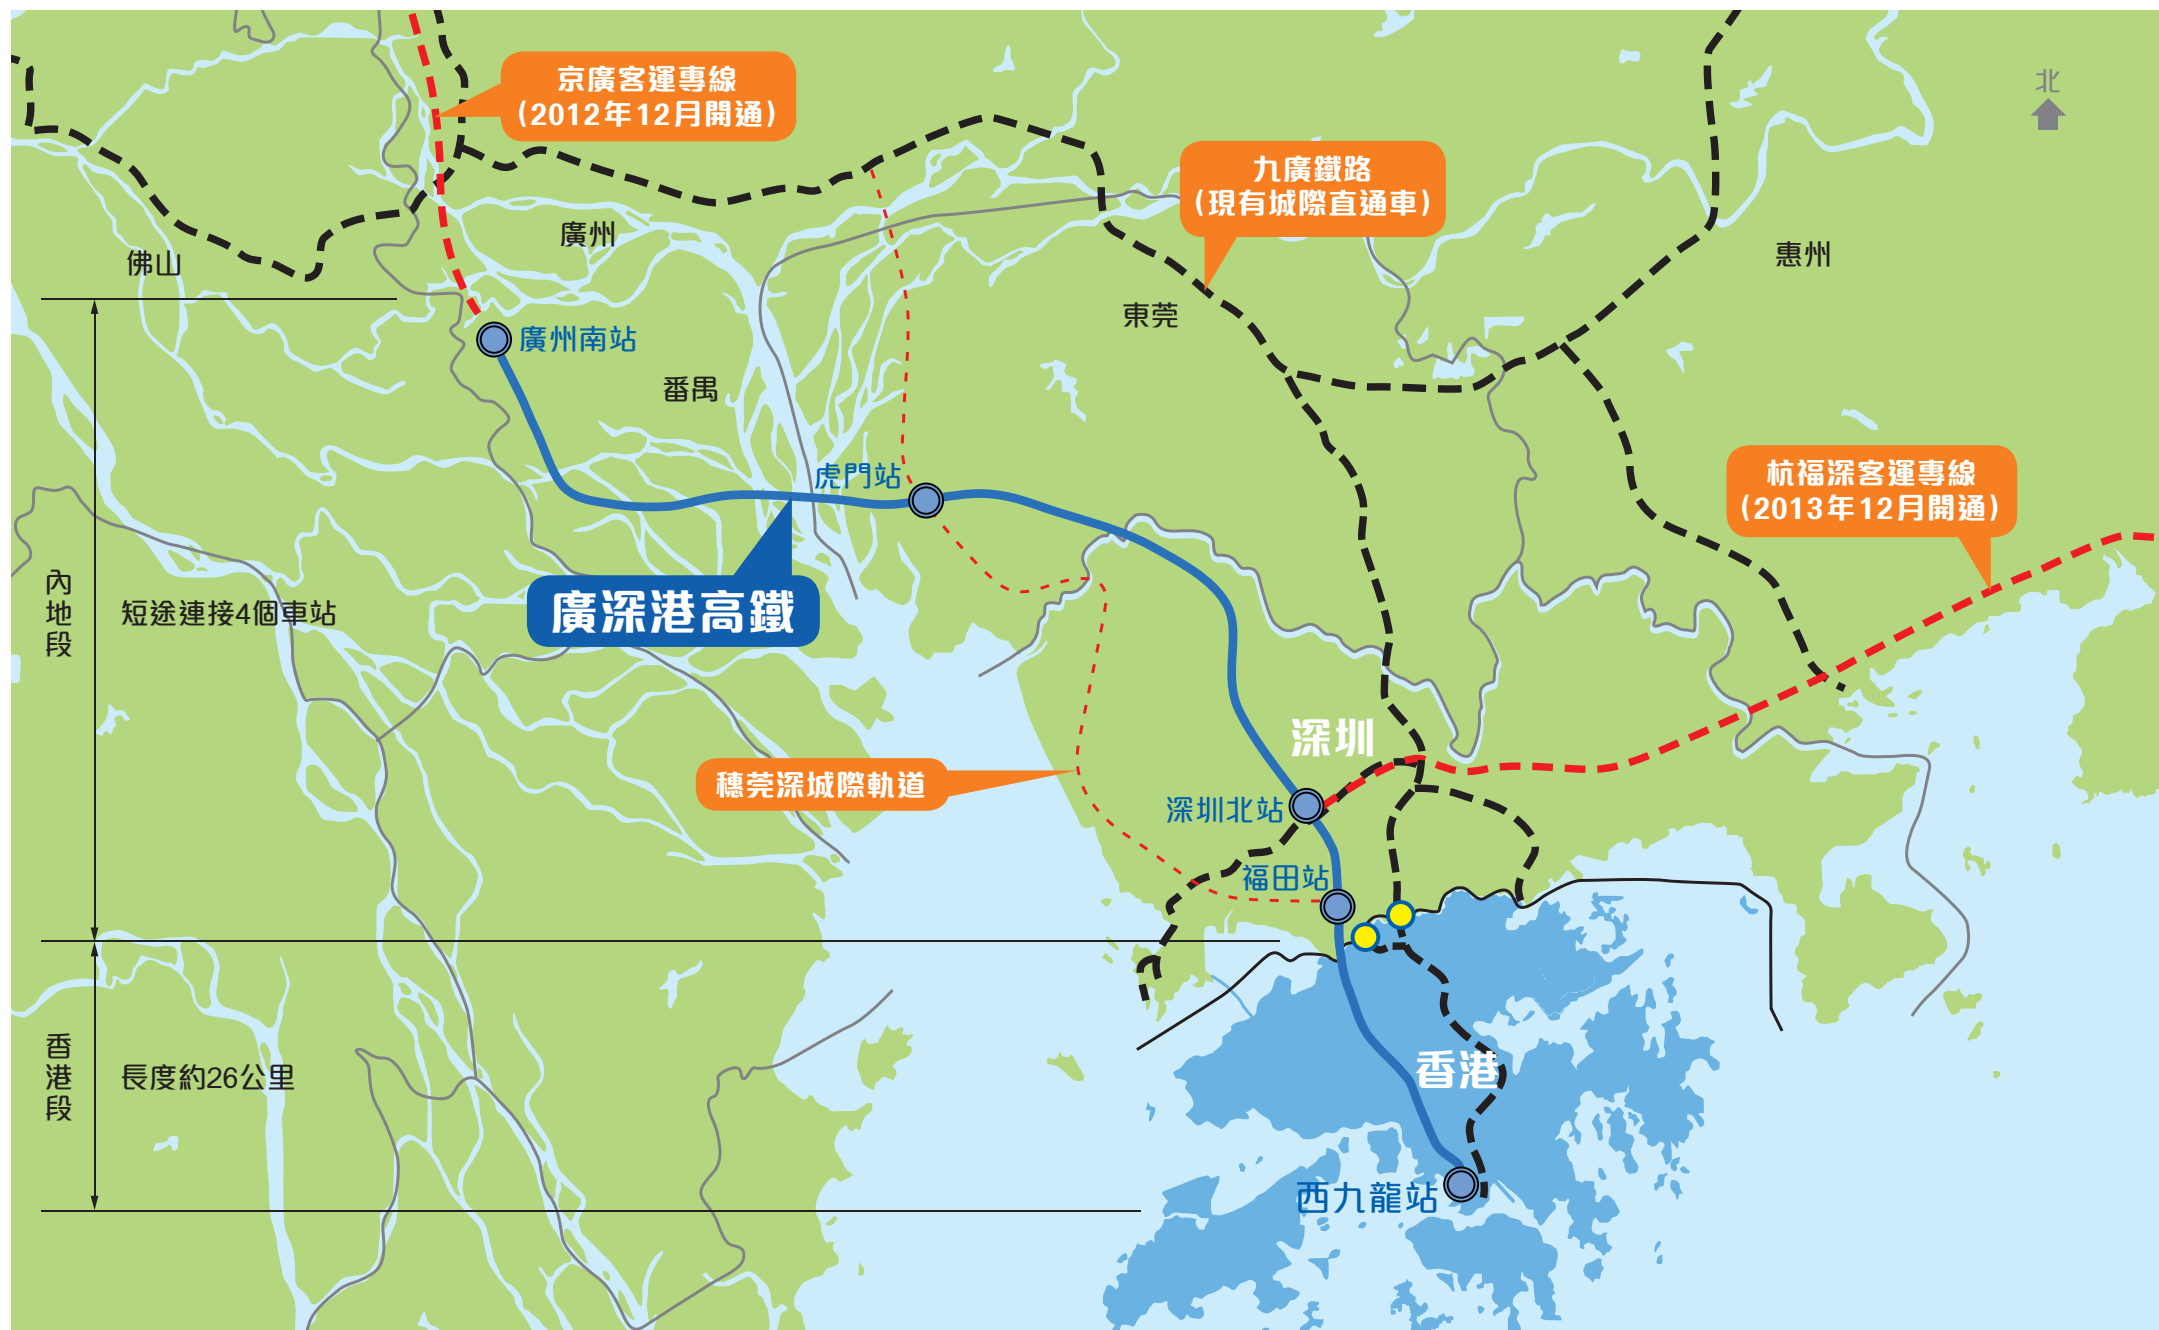 京廣客運專線
（2012年12月開通）
北
九廣鐵路
（現有城際直通車）
廣州
佛山
惠州
東莞
廣州南站
番禺
虎門站
杭福深客運專線
（2013年12月開通）
內地段
短途連接4個車站
廣深港高鐵
深圳
穗莞深城際軌道
深圳北站
福田站
香港段
長度約26公里
香港
西九龍站